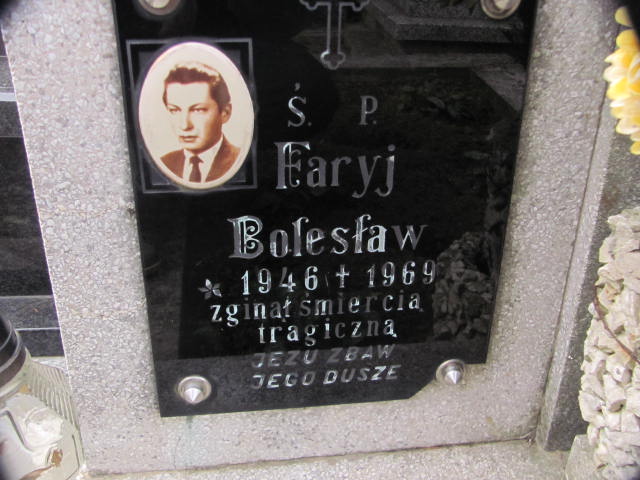 Ś. P.
Faryj
Bolesław
* 1946 † 1969
zginął śmiercią
tragiczną
JEZU ZBAW
JEGO DUSZE